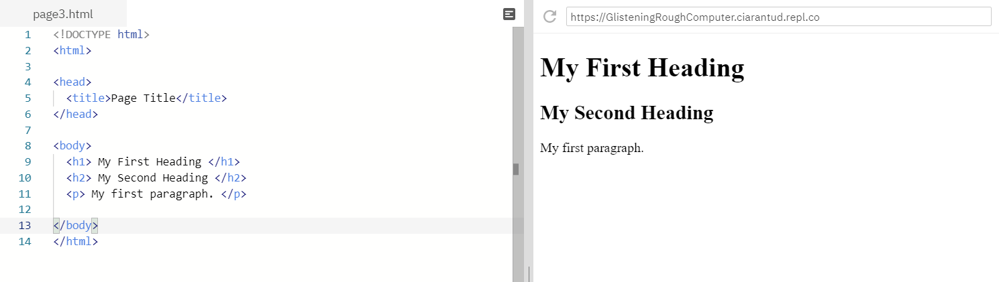 page3.html
1 <!DOCTYPE html>
2 <html>
3
4 <head>
5 <title>Page Title</title>
6 </head>
7
8 <body>
9 <h1> My First Heading </h1>
10 <h2> My Second Heading </h2>
11 <p> My first paragraph. </p>
12
13 </body>
14 </html>
https://GlisteningRoughComputer.ciarantud.repl.co
My First Heading
My Second Heading
My first paragraph.